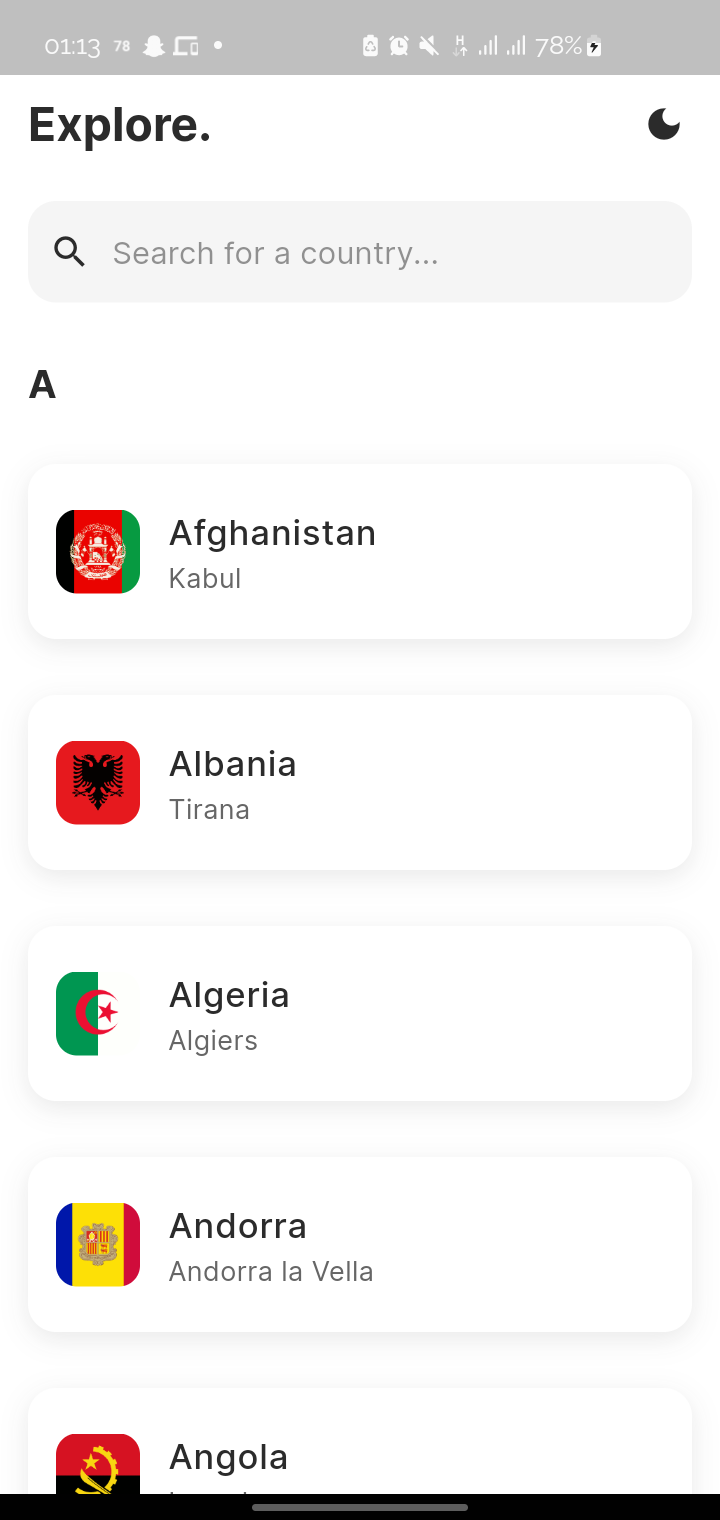 01:13 78 78%
Explore.
Search for a country...
A
Afghanistan
Kabul
Albania
Tirana
Algeria
Algiers
Andorra
Andorra la Vella
Angola